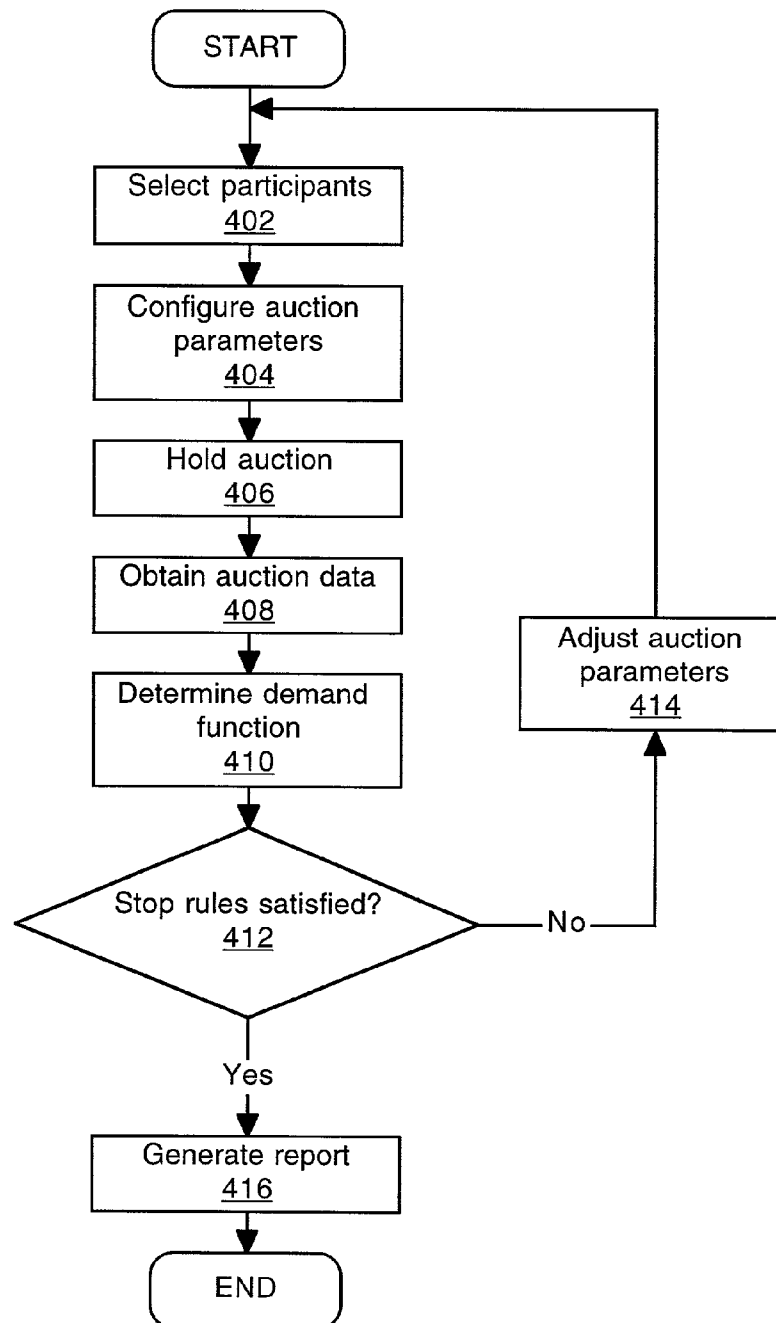 START
Select participants
402
Configure auction
parameters
404
Hold auction
406
Obtain auction data
408
Determine demand
function
410
Adjust auction
parameters
414
Stop rules satisfied?
412
No
Yes
Generate report
416
END